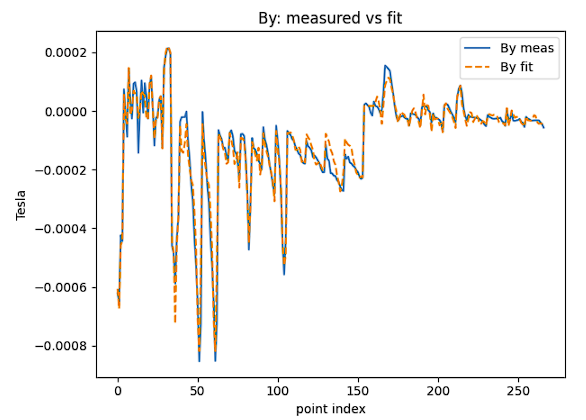 By: measured vs fit
By meas
By fit
0.0002
0.0000
−0.0002
−0.0004
−0.0006
−0.0008
Tesla
0 50 100 150 200 250
point index